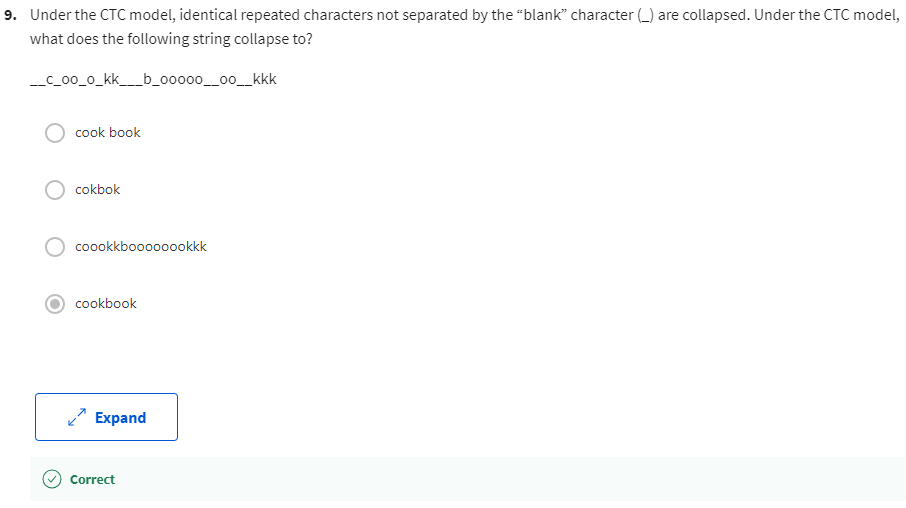 9. Under the CTC model, identical repeated characters not separated by the “blank” character (_) are collapsed. Under the CTC model,
what does the following string collapse to?
__c_oo_o_kk___b_ooooo__oo__kkk
cook book
cokbok
coookkboooooookkk
cookbook
Expand
Correct